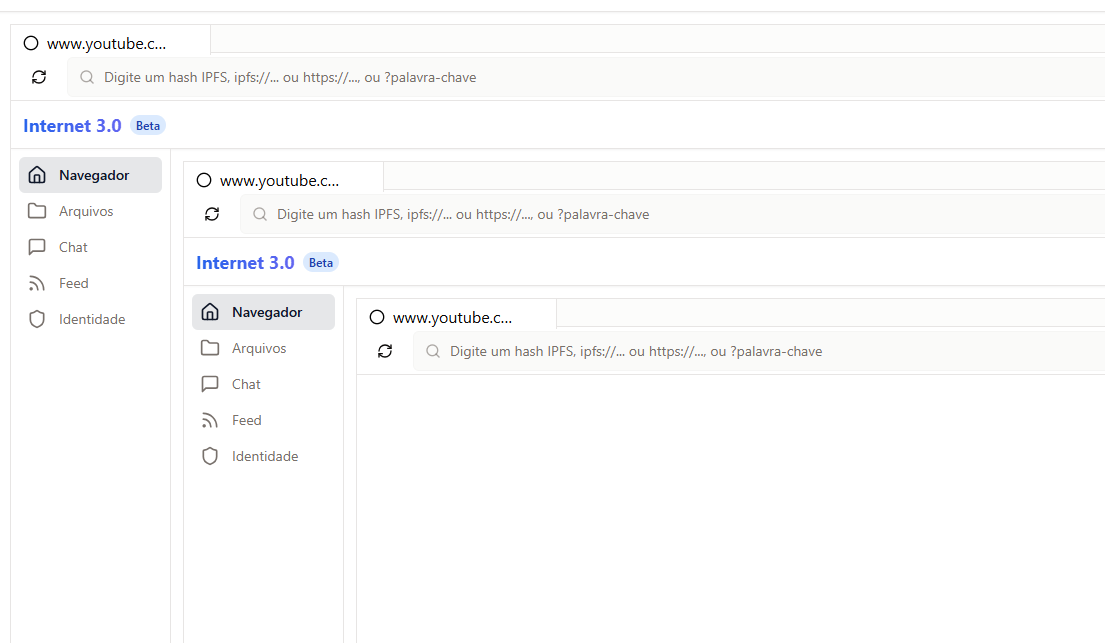 www.youtube.c...
Digite um hash IPFS, ipfs://... ou https://..., ou ?palavra-chave
Internet 3.0 Beta
Navegador
Arquivos
Chat
Feed
Identidade
www.youtube.c...
Digite um hash IPFS, ipfs://... ou https://..., ou ?palavra-chave
Internet 3.0 Beta
Navegador
Arquivos
Chat
Feed
Identidade
www.youtube.c...
Digite um hash IPFS, ipfs://... ou https://..., ou ?palavra-chave